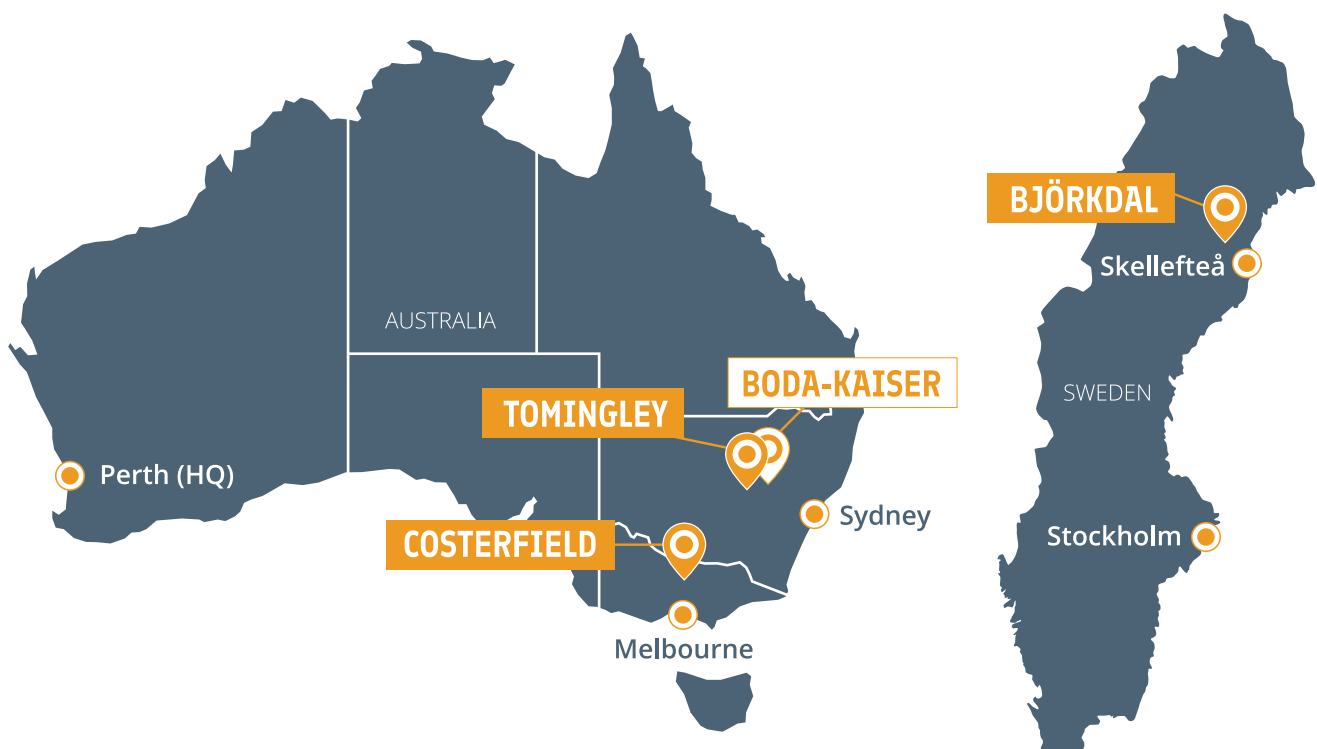 AUSTRALIA
BODA-KAISER
TOMINGLEY
Perth (HQ)
Sydney
COSTERFIELD
Melbourne
BJÖRKDAL
Skellefteå
SWEDEN
Stockholm